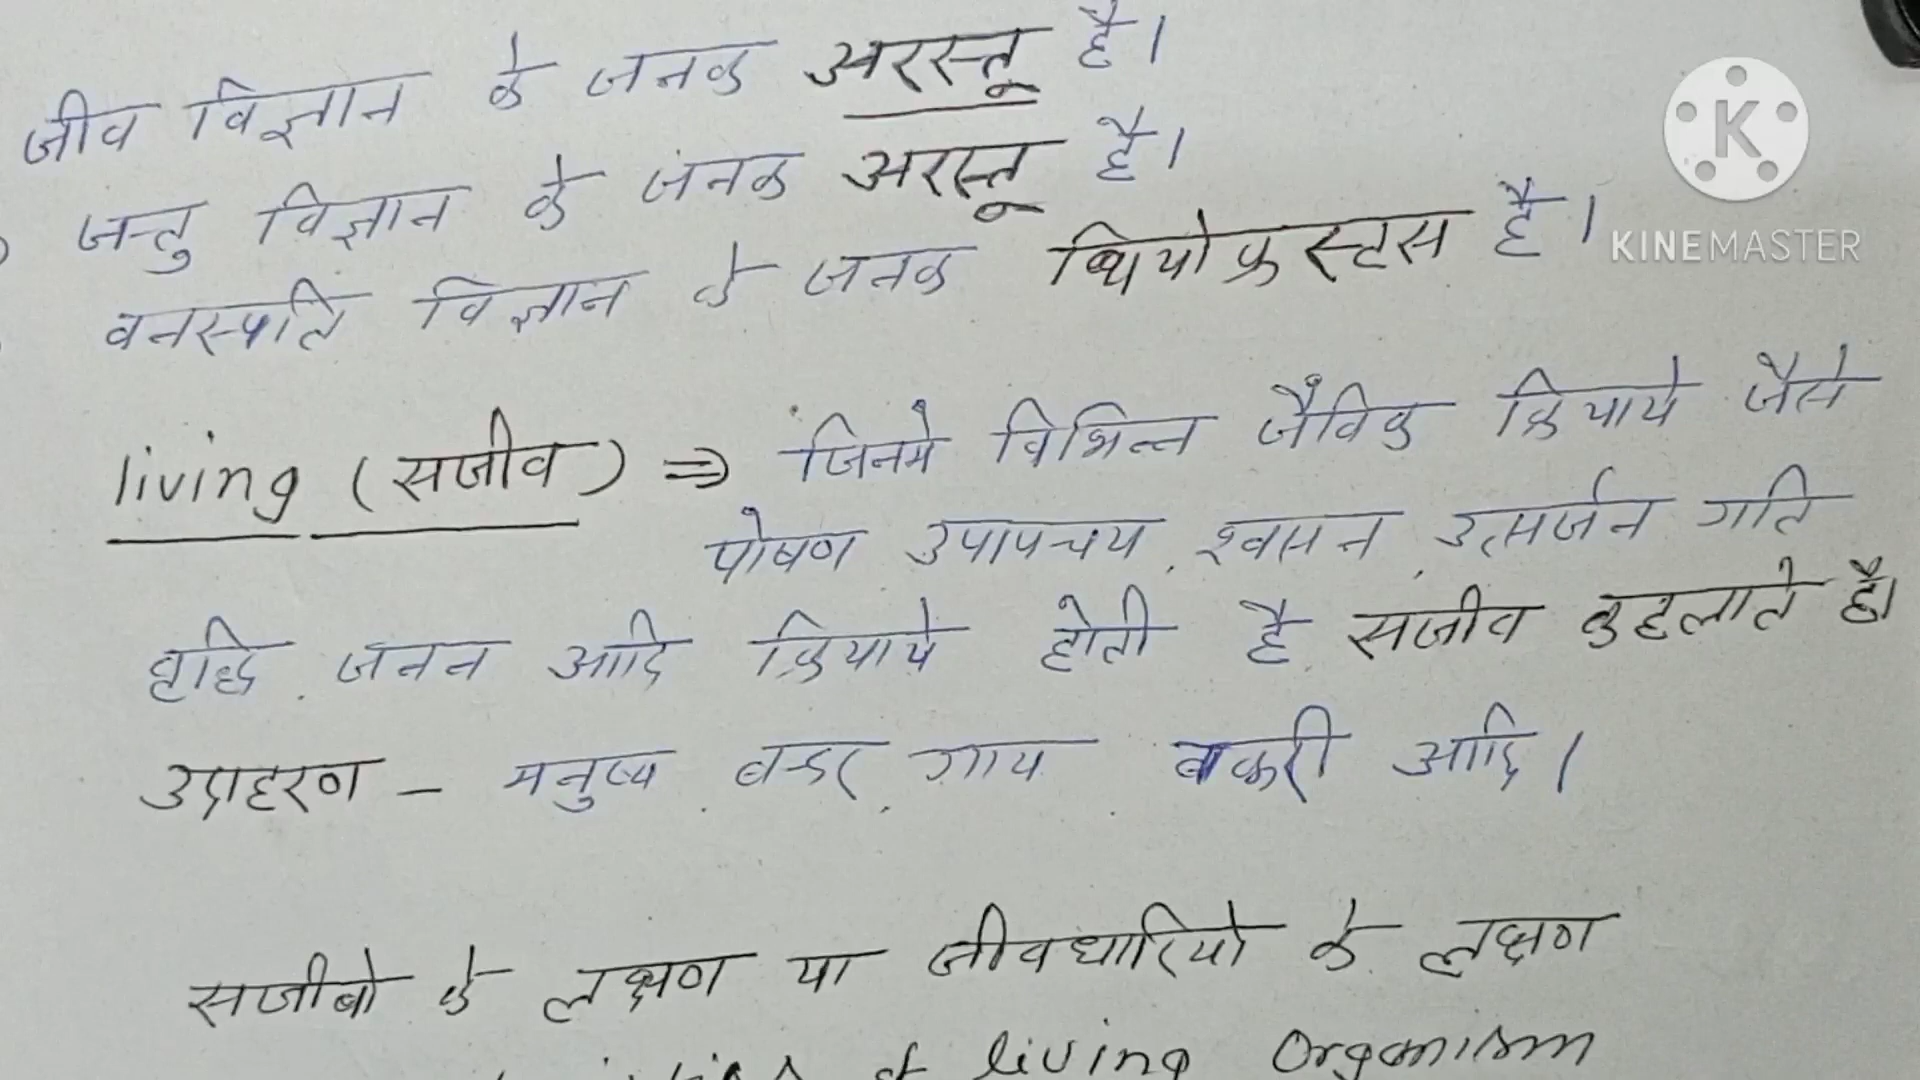 जीव विज्ञान के जनक अरस्तू है।
जन्तु विज्ञान के जनक अरस्तू है।
वनस्पति विज्ञान के जनक थियोफ्रस्टस है।
K
KINEMASTER
living (सजीव) ⇒ जिनमे विभिन्न जैविक क्रियाये जैसे
पोषण उपापचय, श्वसन, उत्सर्जन गति
वृद्धि, जनन आदि क्रियाये होती है, सजीव कहलाते है।
उदाहरण - मनुष्य, बन्दर, गाय बकरी आदि।
सजीवो के लक्षण या जीवधारियो के लक्षण
of living Organism